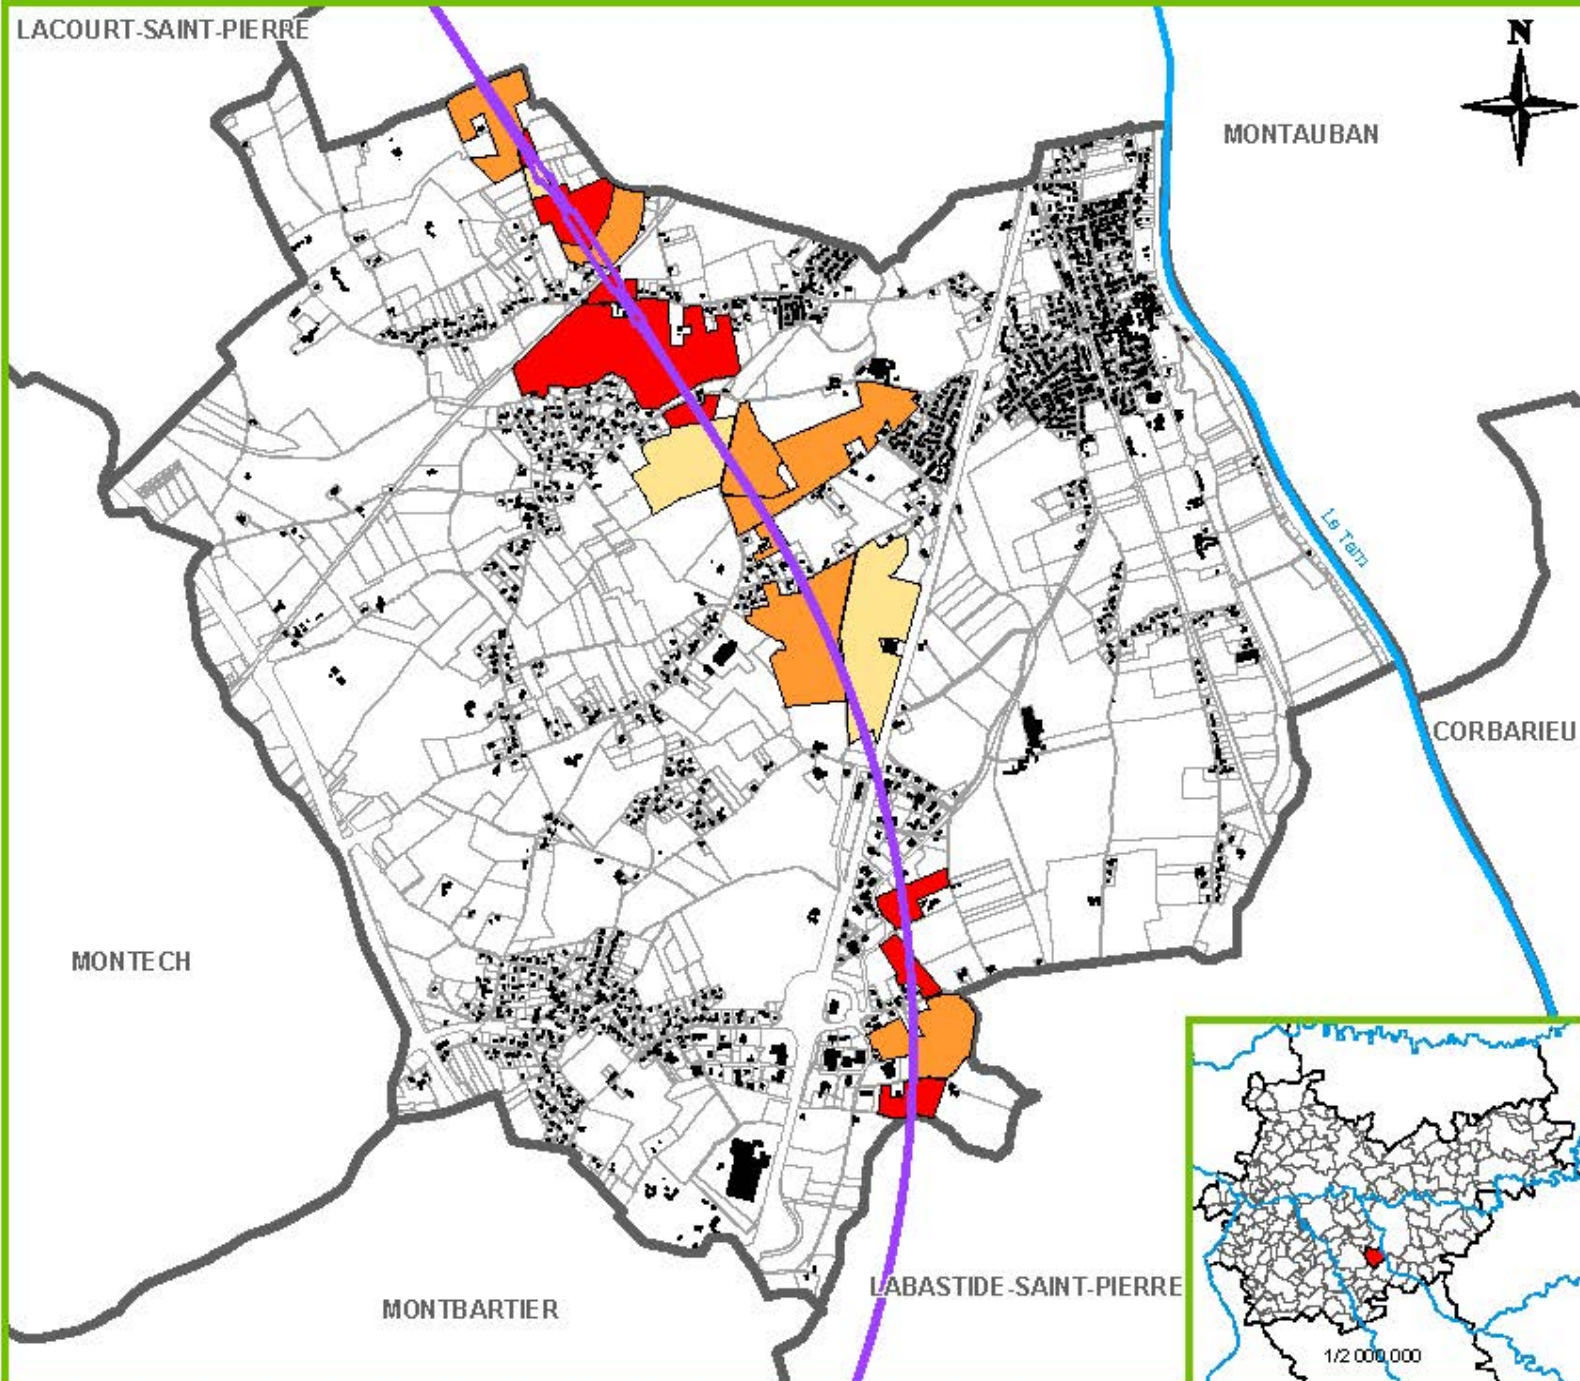 LACOURT-SAINT-PIERRE
N
MONTAUBAN
Le Tarn
CORBARIEU
MONTECH
LABASTIDE-SAINT-PIERRE
MONTBARTIER
1/2 000 000